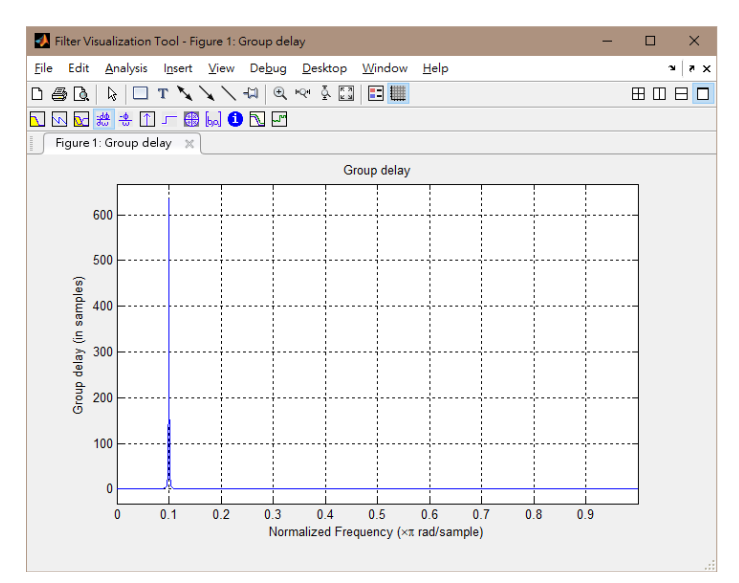 Filter Visualization Tool - Figure 1: Group delay
File Edit Analysis Insert View Debug Desktop Window Help
Figure 1: Group delay
Group delay
600
500
400
300
200
100
0
Group delay (in samples)
0 0.1 0.2 0.3 0.4 0.5 0.6 0.7 0.8 0.9
Normalized Frequency (×π rad/sample)